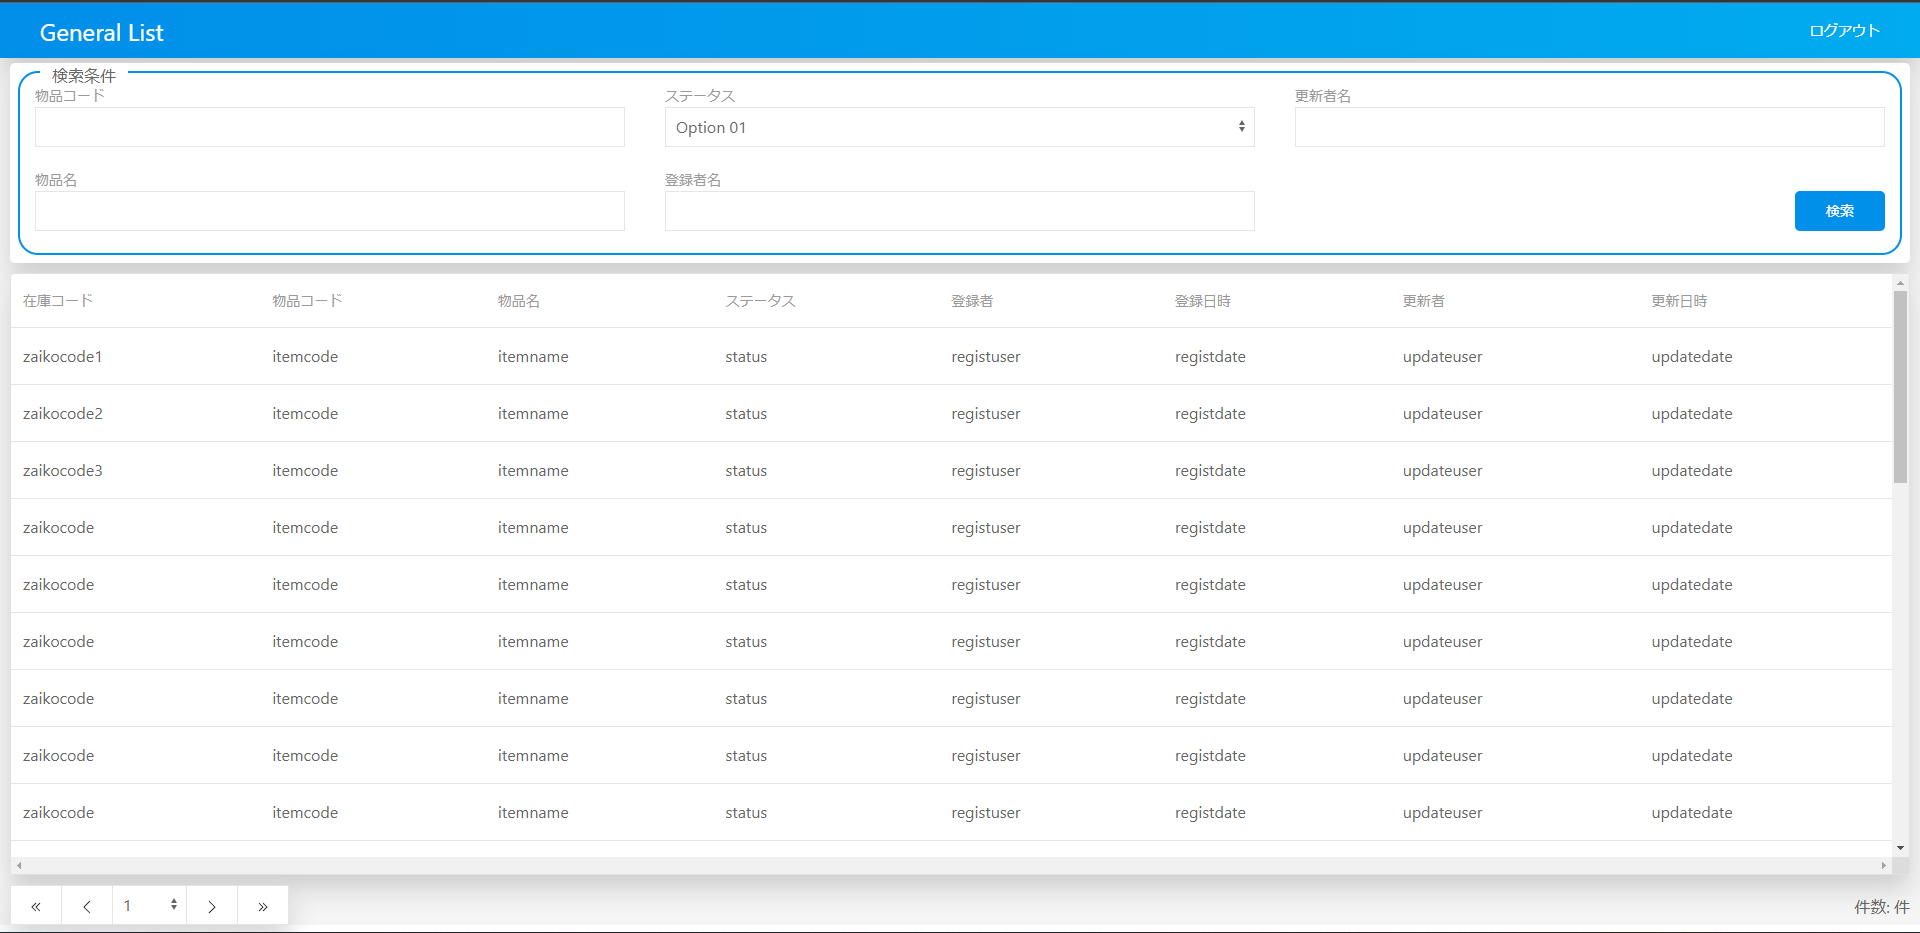 General List
ログアウト
検索条件
物品コード ステータス 更新者名
Option 01
物品名 登録者名
検索
在庫コード 物品コード 物品名 ステータス 登録者 登録日時 更新者 更新日時
zaikocode1 itemcode itemname status registuser registdate updateuser updatedate
zaikocode2 itemcode itemname status registuser registdate updateuser updatedate
zaikocode3 itemcode itemname status registuser registdate updateuser updatedate
zaikocode itemcode itemname status registuser registdate updateuser updatedate
zaikocode itemcode itemname status registuser registdate updateuser updatedate
zaikocode itemcode itemname status registuser registdate updateuser updatedate
zaikocode itemcode itemname status registuser registdate updateuser updatedate
zaikocode itemcode itemname status registuser registdate updateuser updatedate
zaikocode itemcode itemname status registuser registdate updateuser updatedate
« < 1 > »
件数: 件